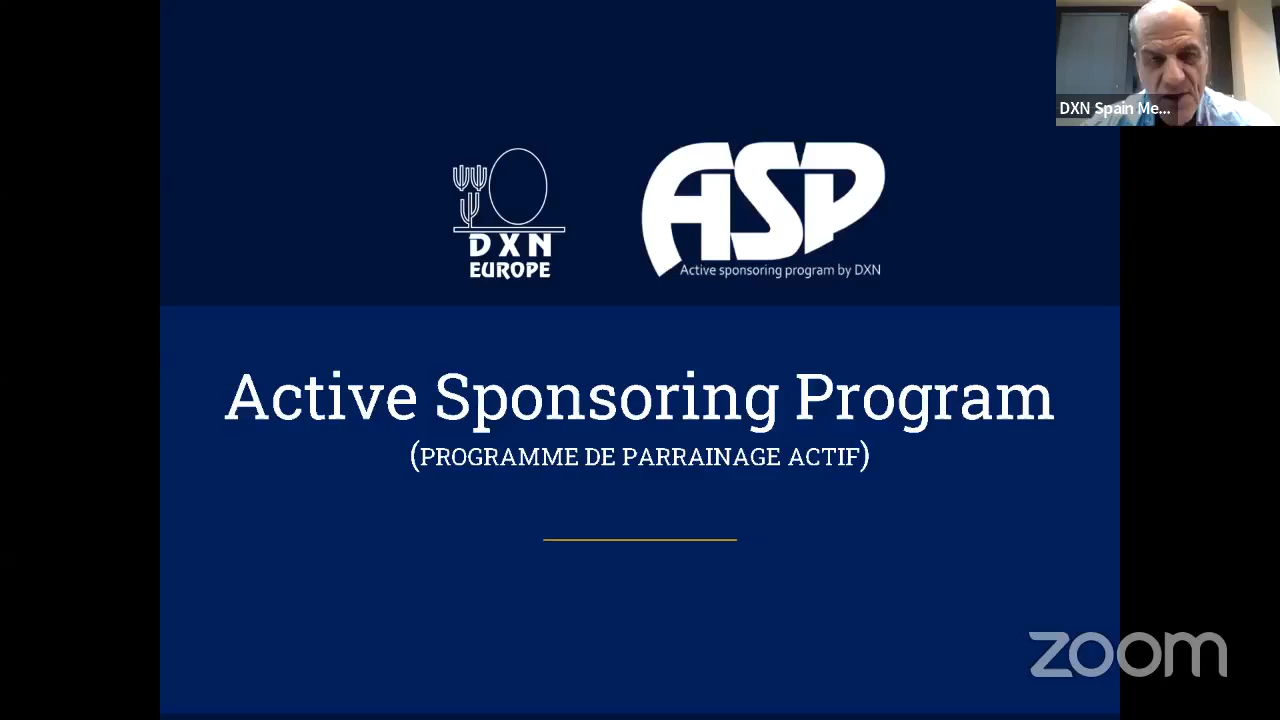 DXN Spain Me...
DXN
EUROPE
ASP
Active sponsoring program by DXN
Active Sponsoring Program
(PROGRAMME DE PARRAINAGE ACTIF)
zoom